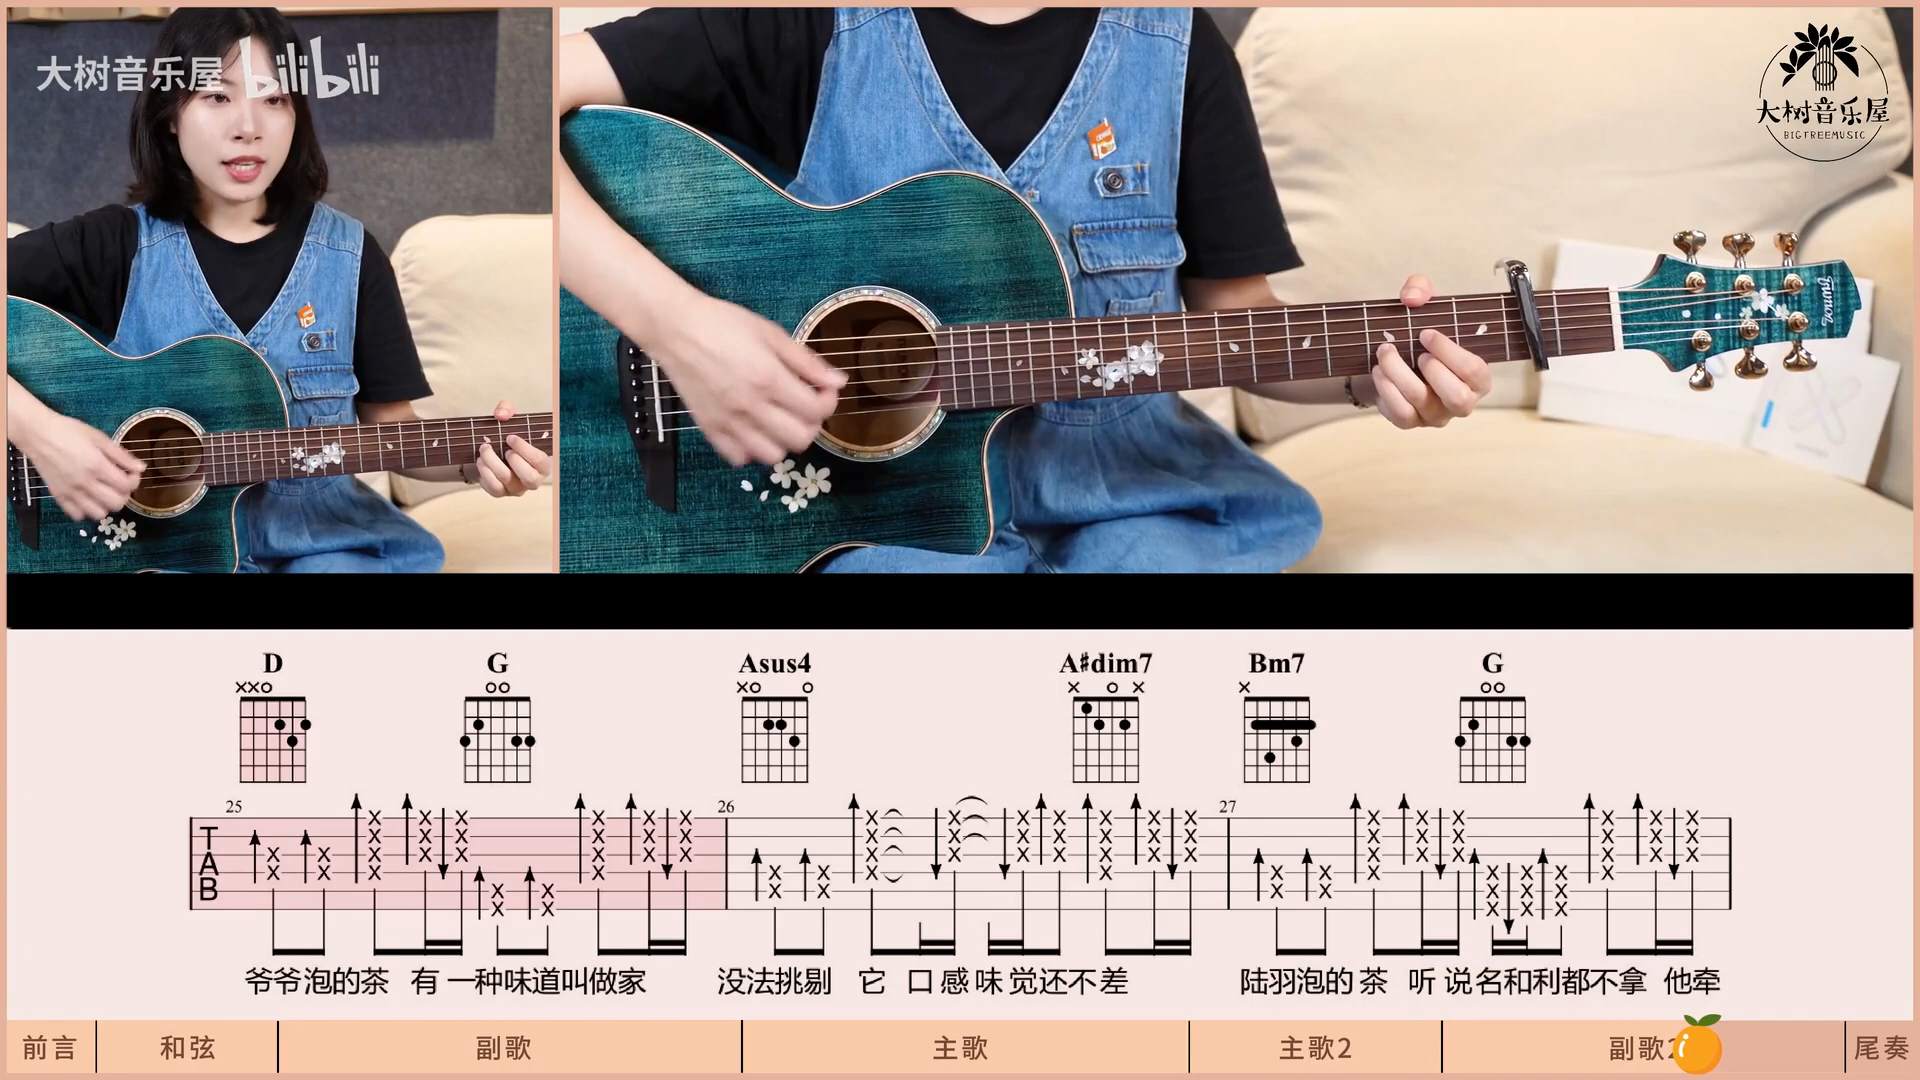 大树音乐屋 bilibili
大树音乐屋
BIGTREEMUSIC
D G Asus4 A♯dim7 Bm7 G
25 26 27
T
A
B
爷爷泡的茶 有一种味道叫做家 没法挑剔 它 口感味觉还不差 陆羽泡的茶 听说名和利都不拿 他牵
前言 和弦 副歌 主歌 主歌2 副歌2 尾奏